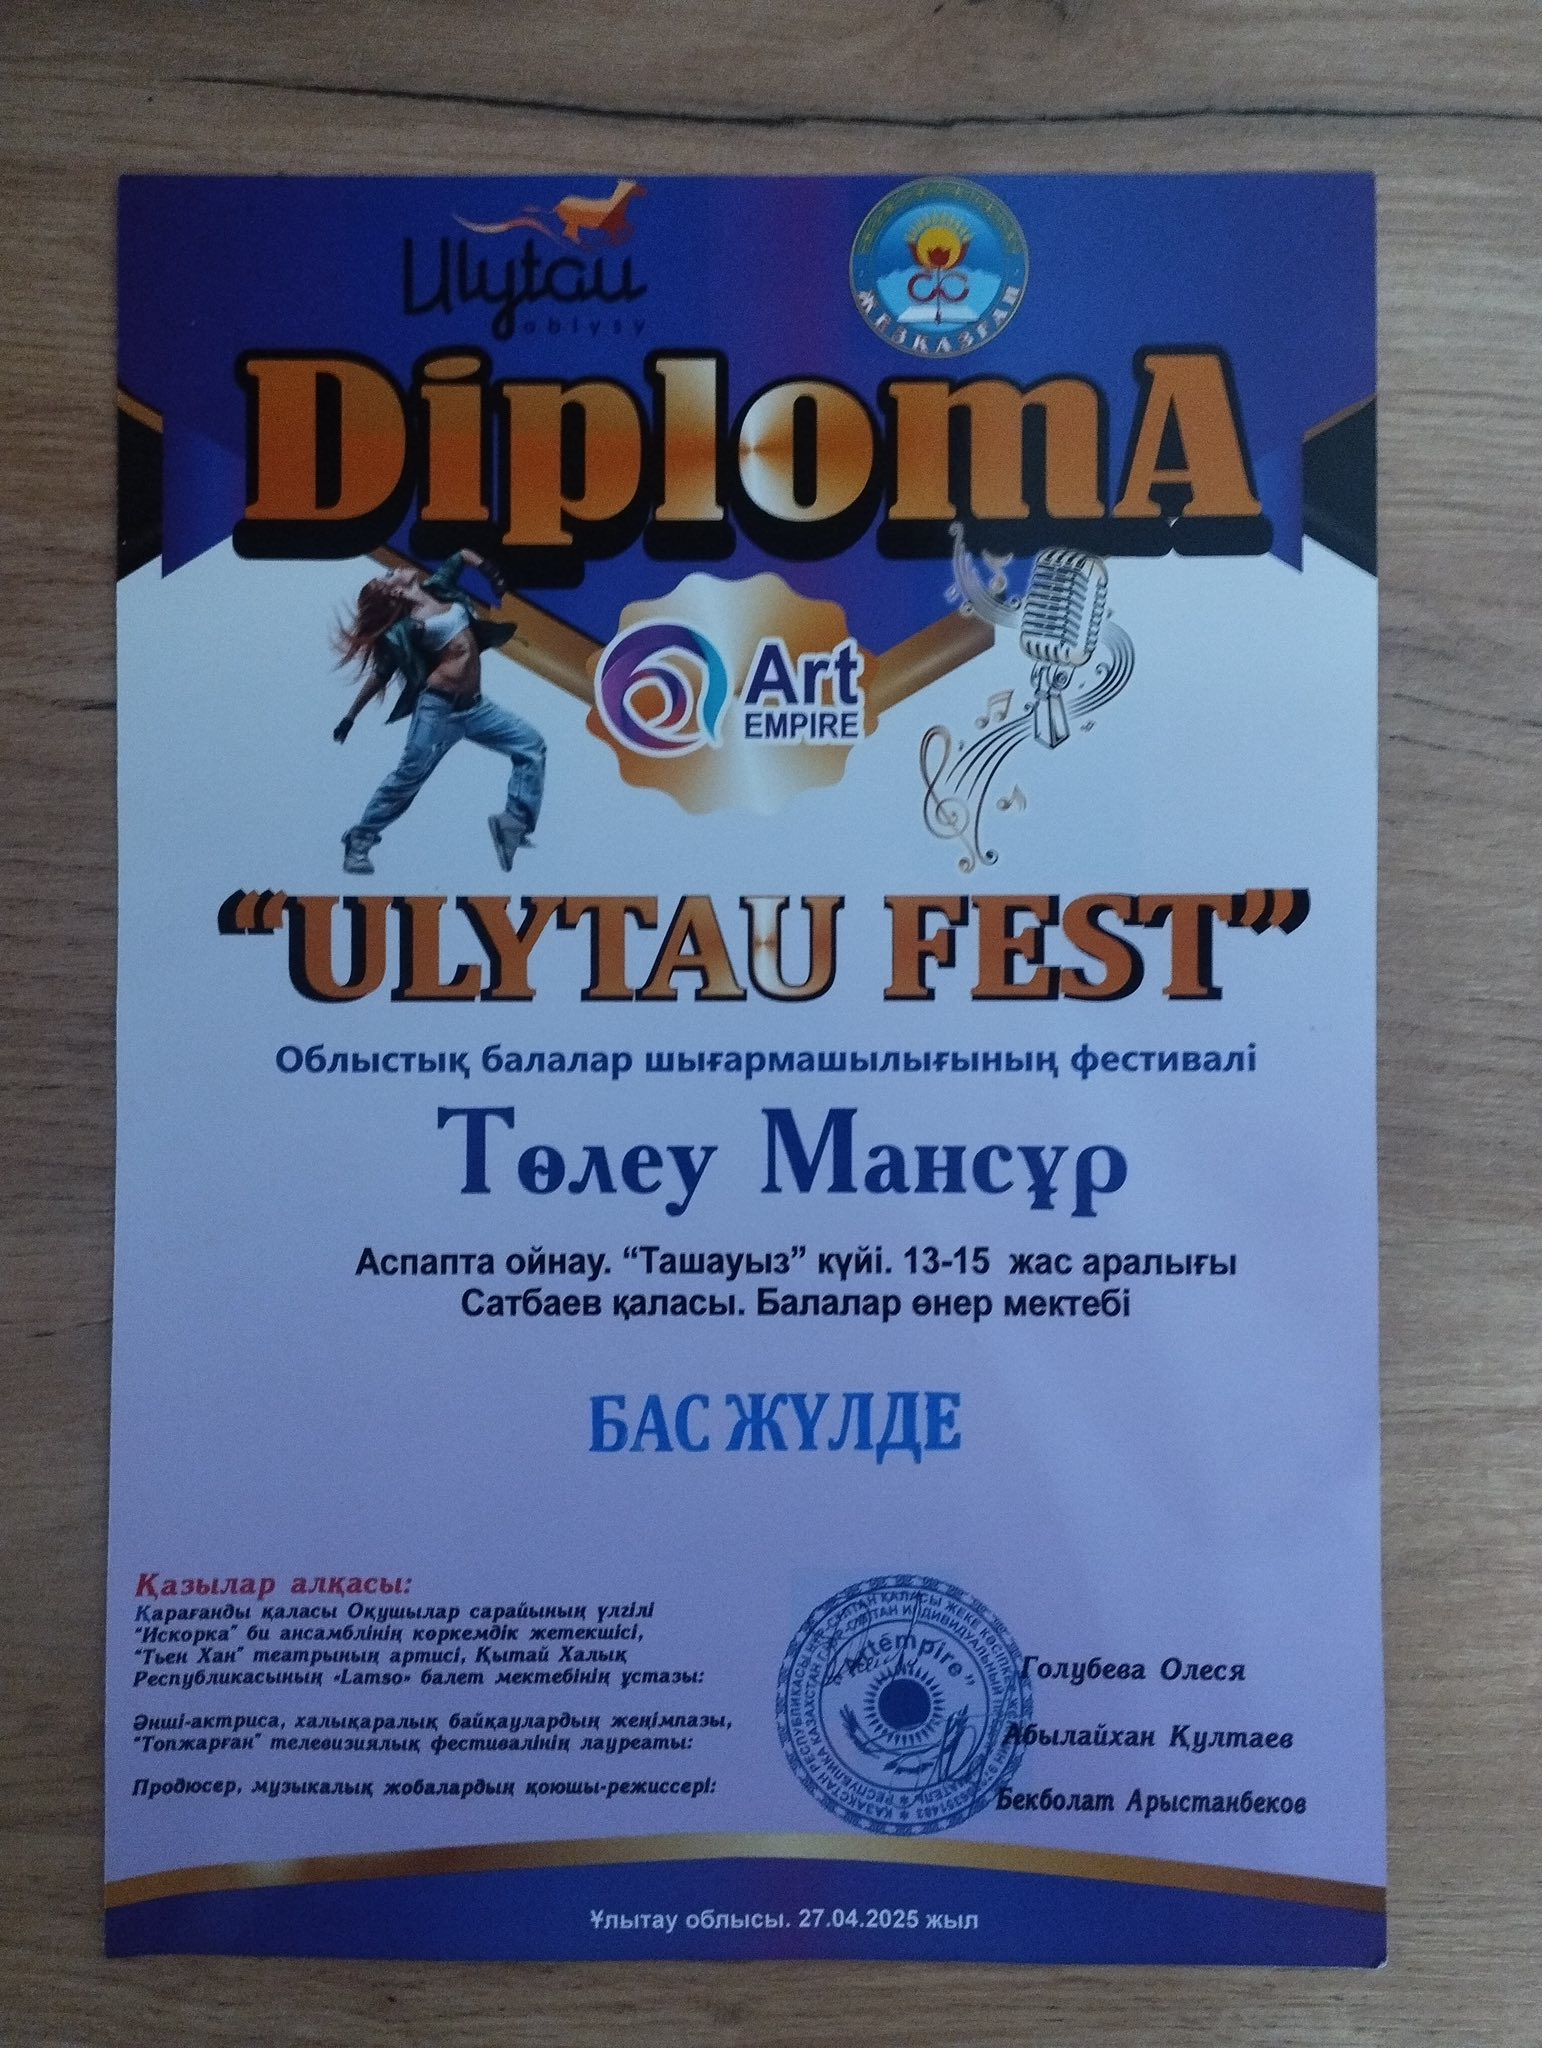 Ulytau
oblysy
ЖЕЗҚАЗҒАН
DiplomA
Art
EMPIRE
“ULYTAU FEST”
Облыстық балалар шығармашылығының фестивалі
Төлеу Мансұр
Аспапта ойнау. “Ташауыз” күйі. 13-15 жас аралығы
Сатбаев қаласы. Балалар өнер мектебі
БАС ЖҮЛДЕ
Қазылар алқасы:
Қарағанды қаласы Оқушылар сарайының үлгілі
“Искорка” би ансамблінің көркемдік жетекшісі,
“Тьен Хан” театрының артисі, Қытай Халық
Республикасының «Lamso» балет мектебінің ұстазы:
Голубева Олеся
Әнші-актриса, халықаралық байқаулардың жеңімпазы,
“Топжарған” телевизиялық фестивалінің лауреаты:
Абылайхан Құлтаев
Продюсер, музыкалық жобалардың қоюшы-режиссері:
Бекболат Арыстанбеков
“Artempire”
Ұлытау облысы. 27.04.2025 жыл